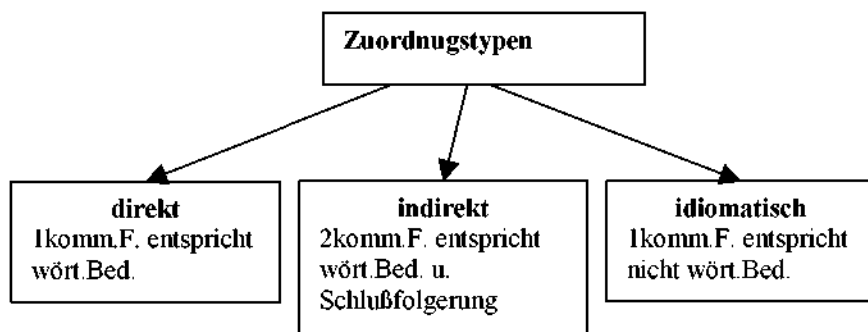 Zuordnugstypen
direkt
1komm.F. entspricht
wört.Bed.
indirekt
2komm.F. entspricht
wört.Bed. u.
Schlußfolgerung
idiomatisch
1komm.F. entspricht
nicht wört.Bed.